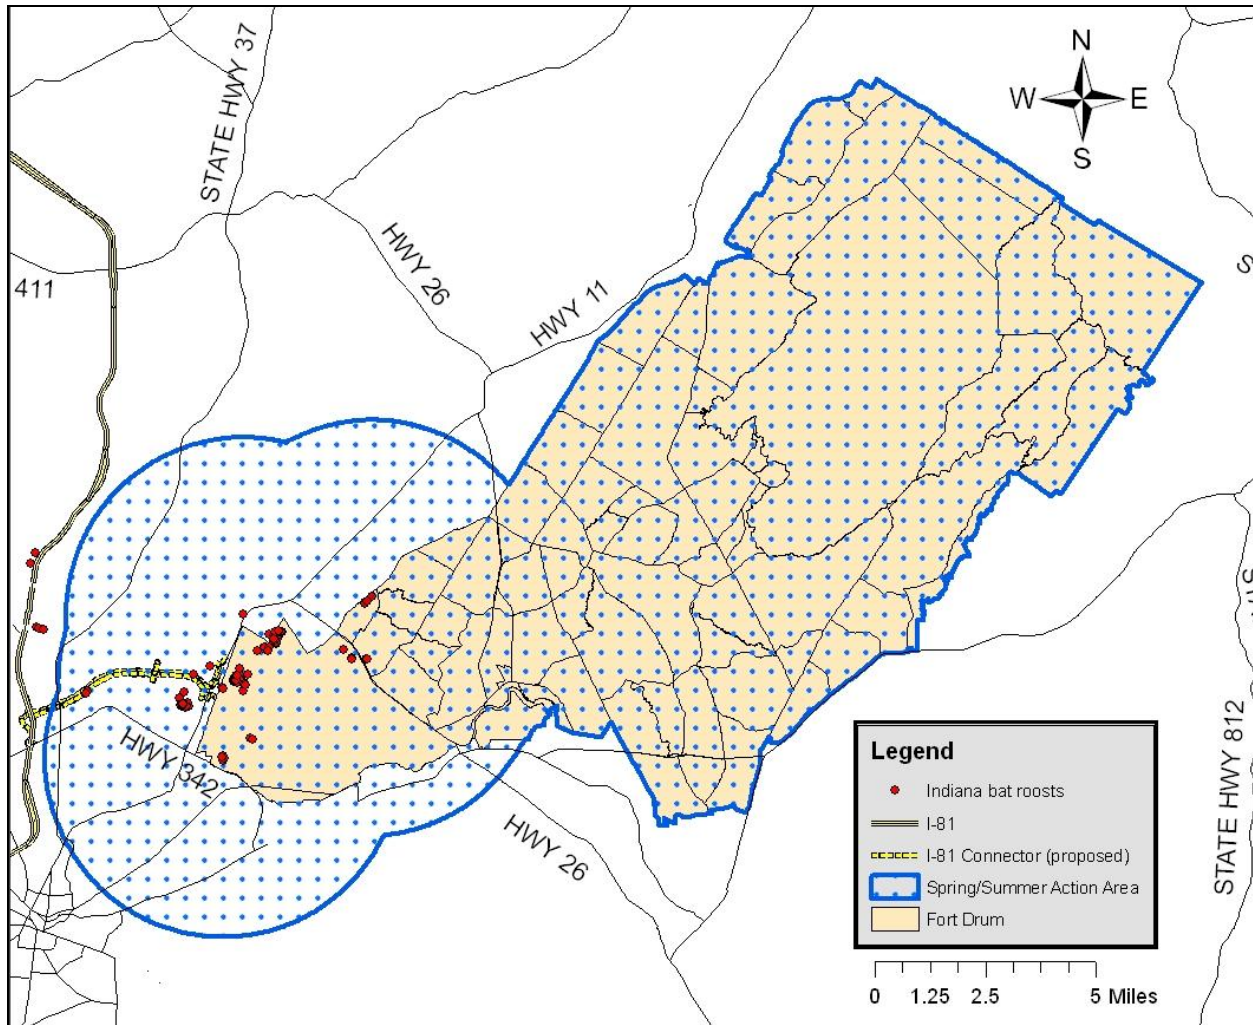 N
W E
S
STATE HWY 37
HWY 26
HWY 11
411
HWY 342
HWY 26
STATE HWY 812
Legend
Indiana bat roosts
I-81
I-81 Connector (proposed)
Spring/Summer Action Area
Fort Drum
0 1.25 2.5 5 Miles